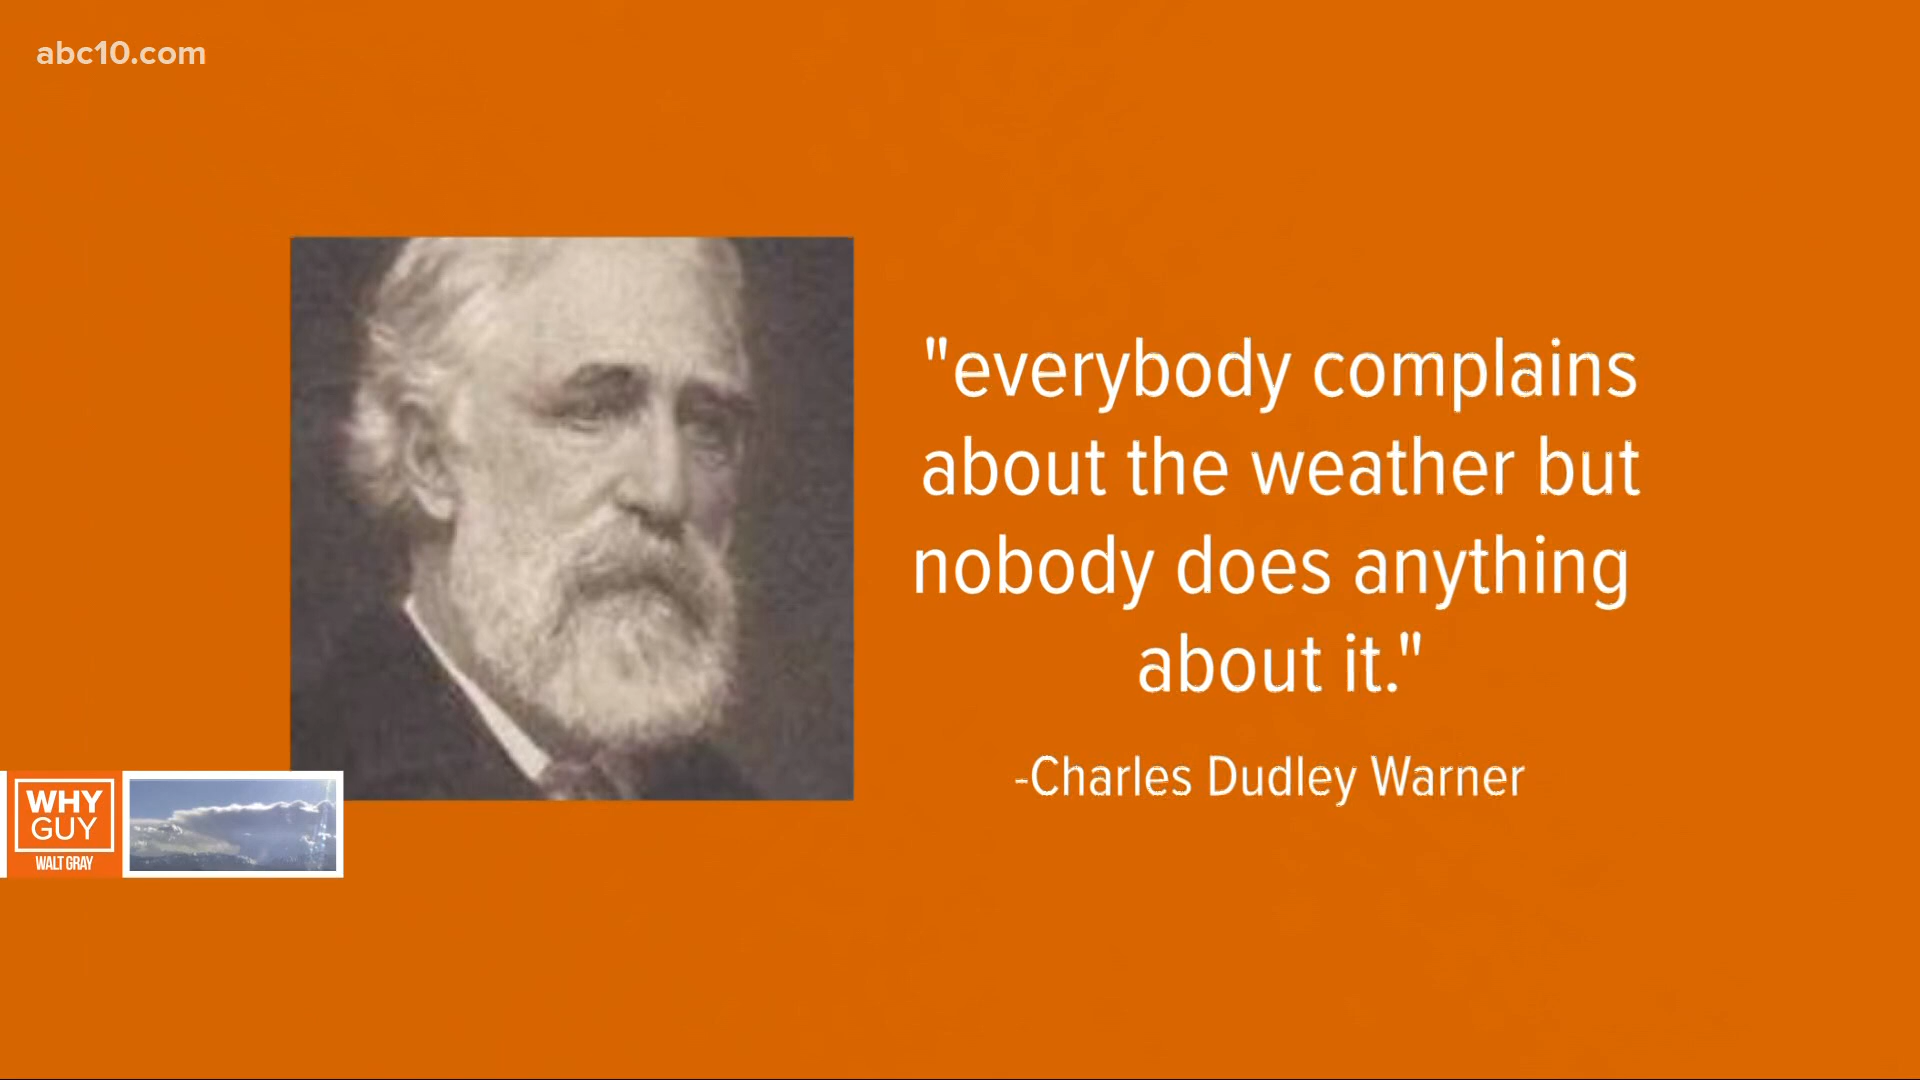 abc10.com
"everybody complains
about the weather but
nobody does anything
about it."
-Charles Dudley Warner
WHY
GUY
WALT GRAY